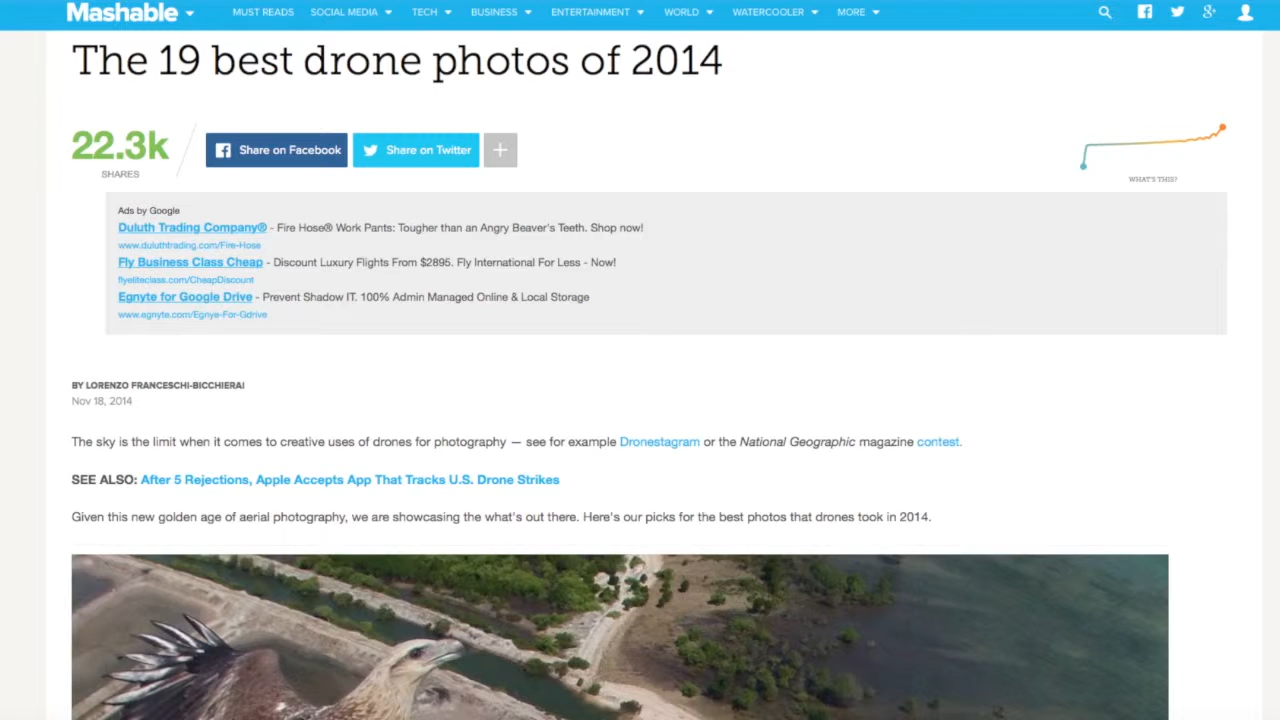 Mashable
MUST READS SOCIAL MEDIA TECH BUSINESS ENTERTAINMENT WORLD WATERCOOLER MORE
The 19 best drone photos of 2014
22.3k
SHARES
Share on Facebook
Share on Twitter
WHAT'S THIS?
Ads by Google
Duluth Trading Company® - Fire Hose® Work Pants: Tougher than an Angry Beaver's Teeth. Shop now!
www.duluthtrading.com/Fire-Hose
Fly Business Class Cheap - Discount Luxury Flights From $2895. Fly International For Less - Now!
flyeliteclass.com/CheapDiscount
Egnyte for Google Drive - Prevent Shadow IT. 100% Admin Managed Online & Local Storage
www.egnyte.com/Egnye-For-Gdrive
BY LORENZO FRANCESCHI-BICCHIERAI
Nov 18, 2014
The sky is the limit when it comes to creative uses of drones for photography — see for example Dronestagram or the National Geographic magazine contest.
SEE ALSO: After 5 Rejections, Apple Accepts App That Tracks U.S. Drone Strikes
Given this new golden age of aerial photography, we are showcasing the what's out there. Here's our picks for the best photos that drones took in 2014.